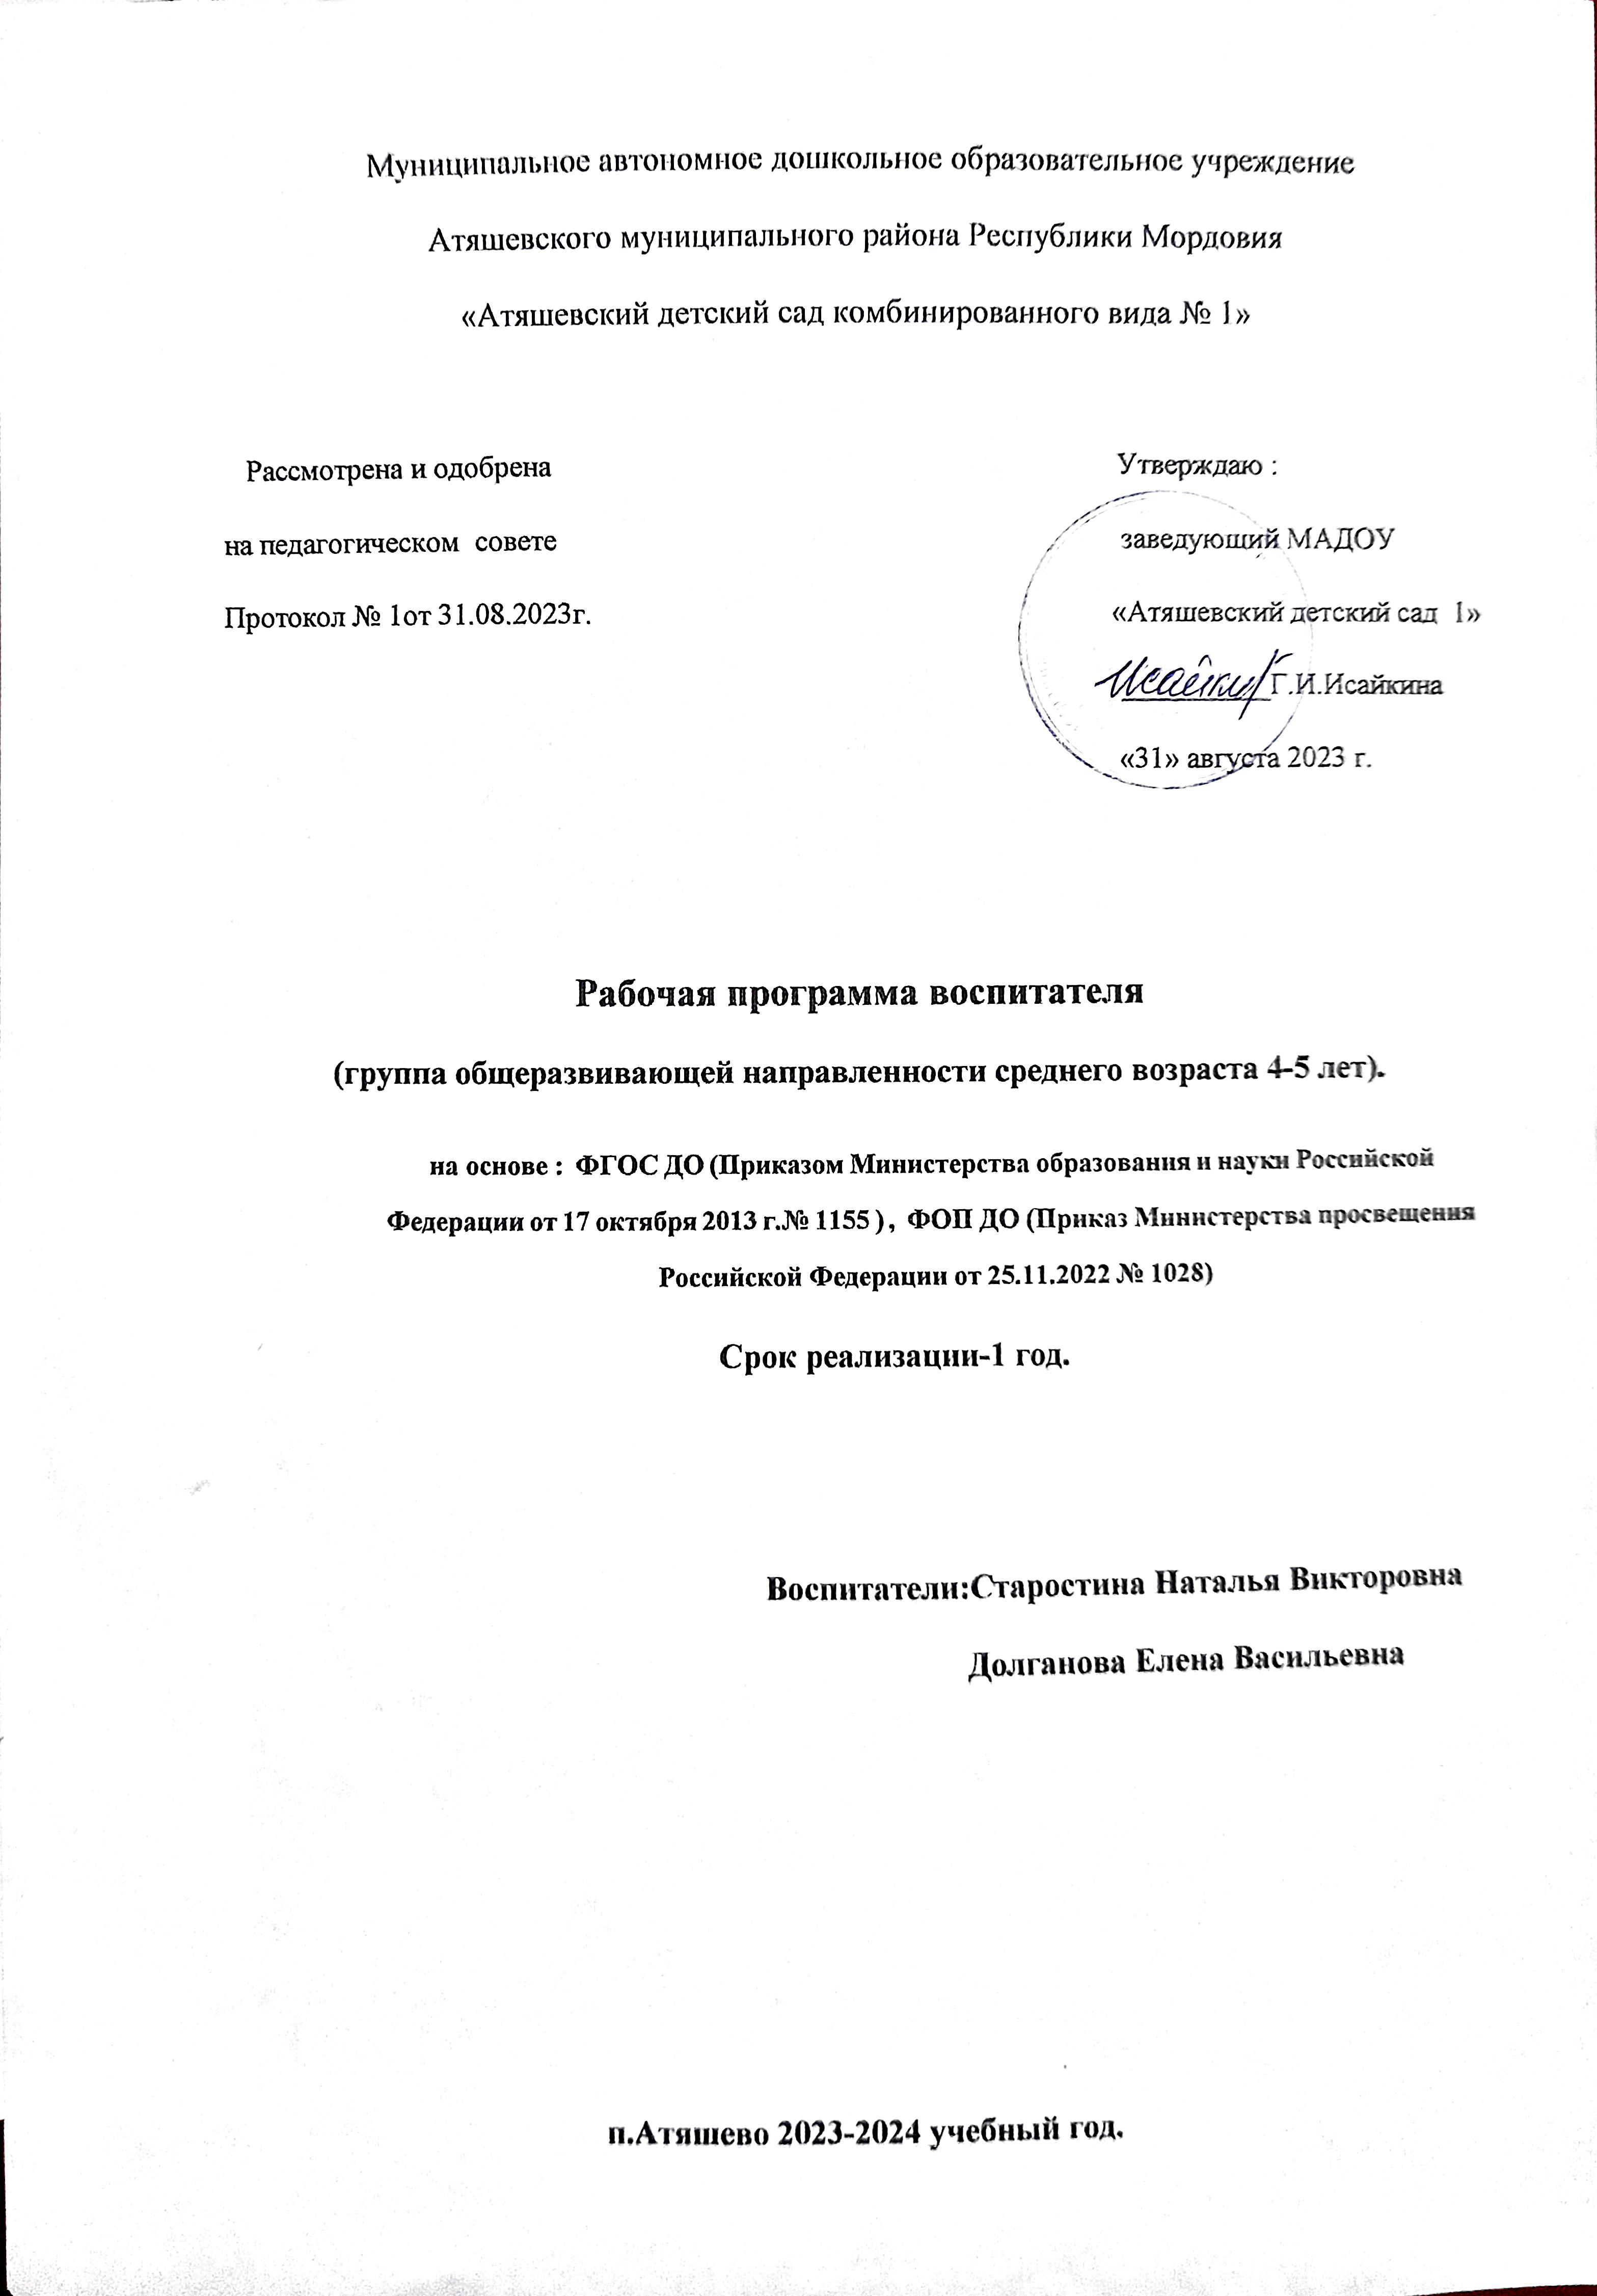 Муниципальное автономное дошкольное образовательное учреждение
Атяшевского муниципального района Республики Мордовия
«Атяшевский детский сад комбинированного вида № 1»
Рассмотрена и одобрена
на педагогическом совете
Протокол № 1от 31.08.2023г.
Утверждаю :
заведующий МАДОУ
«Атяшевский детский сад 1»
Г.И.Исайкина
«31» августа 2023 г.
Рабочая программа воспитателя
(группа общеразвивающей направленности среднего возраста 4-5 лет).
на основе : ФГОС ДО (Приказом Министерства образования и науки Российской
Федерации от 17 октября 2013 г.№ 1155 ) , ФОП ДО (Приказ Министерства просвещения
Российской Федерации от 25.11.2022 № 1028)
Срок реализации-1 год.
Воспитатели:Старостина Наталья Викторовна
Долганова Елена Васильевна
п.Атяшево 2023-2024 учебный год.